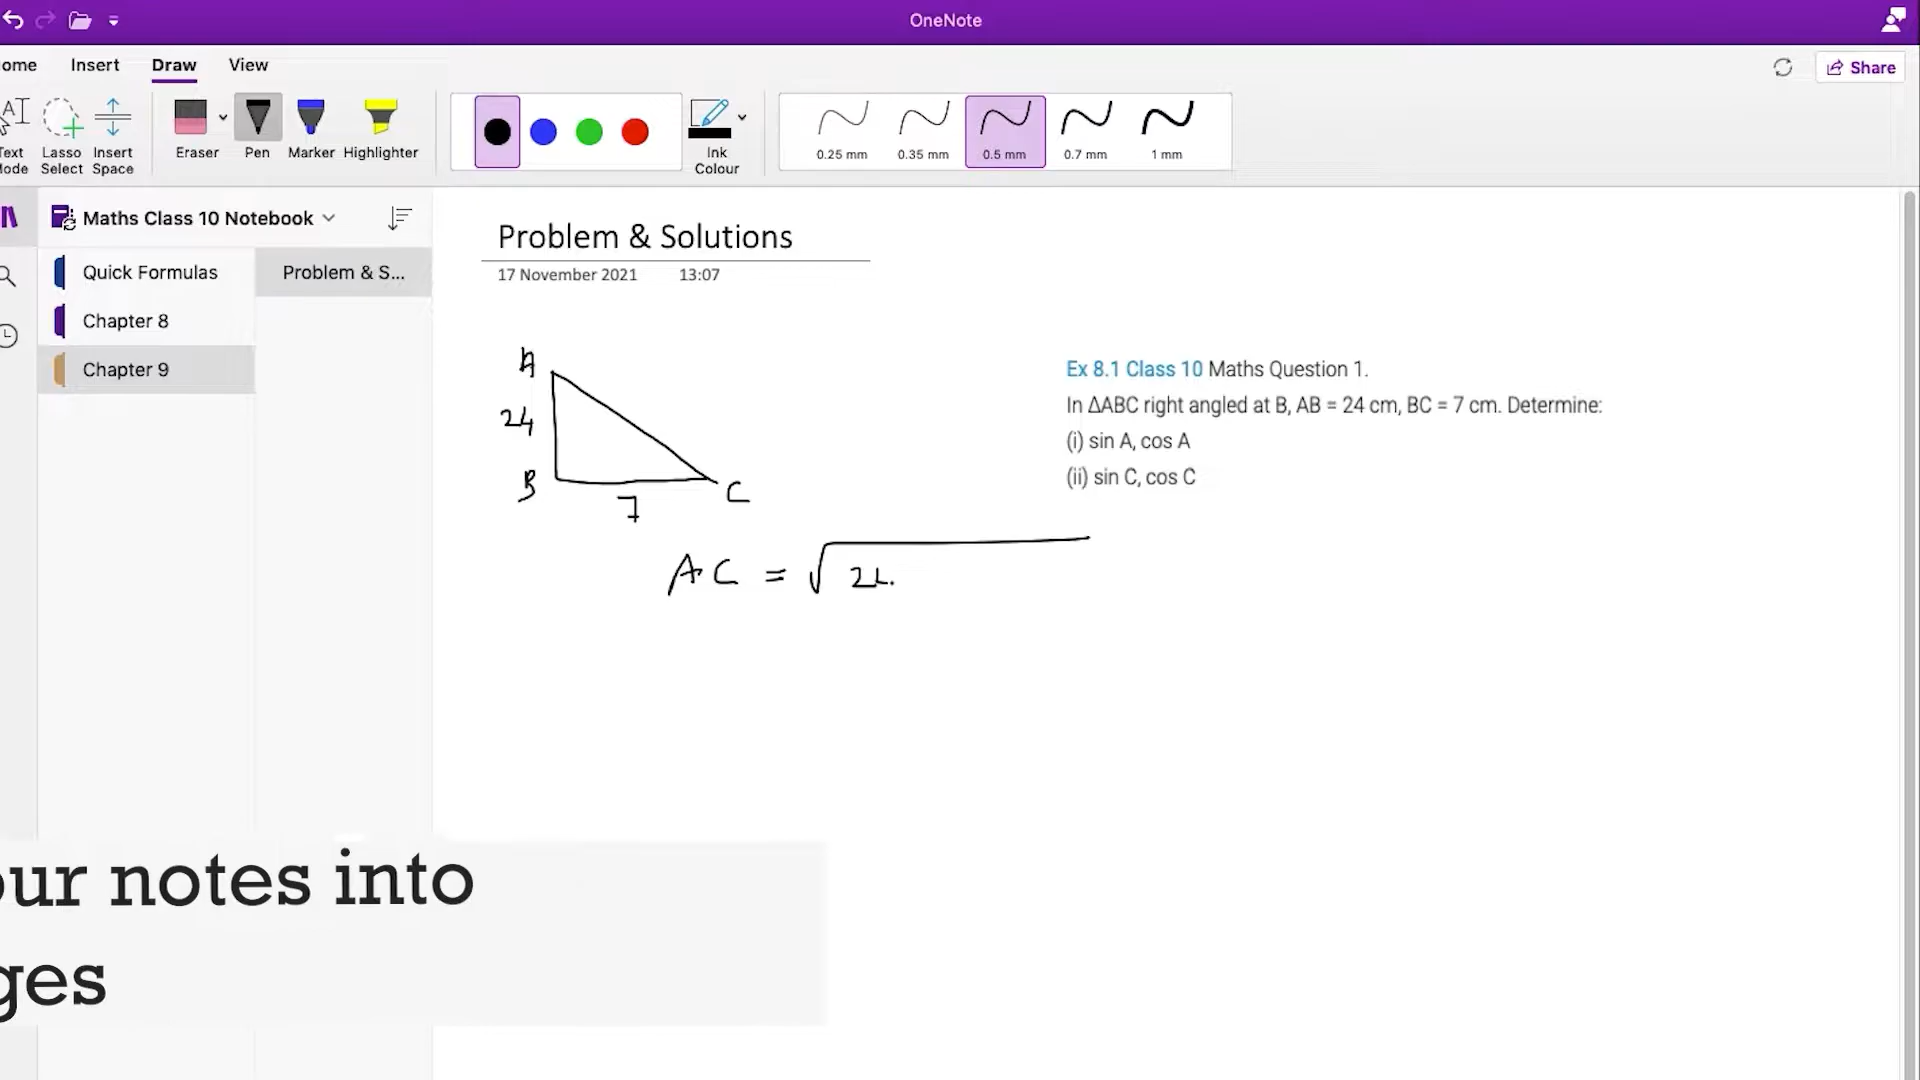 OneNote
ome Insert Draw View
Share
Text Mode
Lasso Select
Insert Space
Eraser
Pen
Marker
Highlighter
Ink Colour
0.25 mm
0.35 mm
0.5 mm
0.7 mm
1 mm
Maths Class 10 Notebook
Quick Formulas
Chapter 8
Chapter 9
Problem & S...
Problem & Solutions
17 November 2021 13:07
A
24
B
7
C
AC = √24
Ex 8.1 Class 10 Maths Question 1.
In ΔABC right angled at B, AB = 24 cm, BC = 7 cm. Determine:
(i) sin A, cos A
(ii) sin C, cos C
our notes into
ges